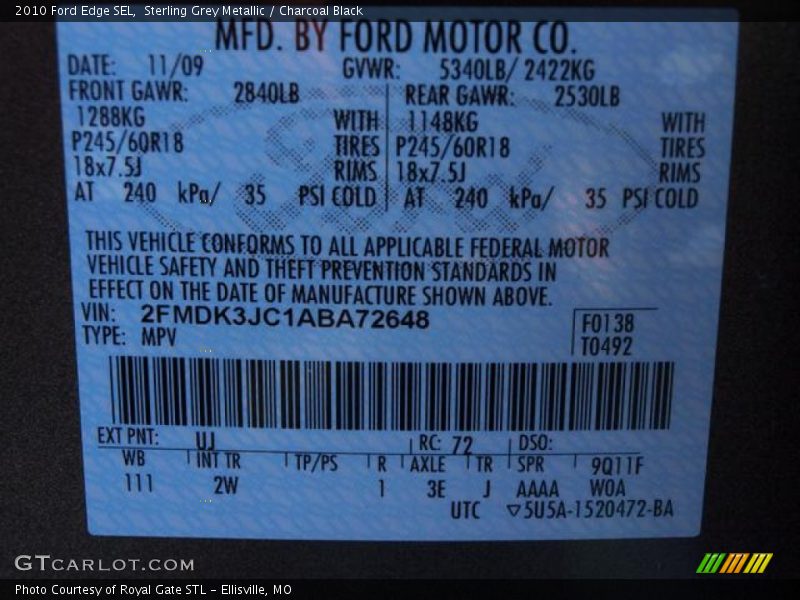 2010 Ford Edge SEL,  Sterling Grey Metallic / Charcoal Black
MFD. BY FORD MOTOR CO.
DATE: 11/09 GVWR: 5340LB/ 2422KG
FRONT GAWR: 2840LB REAR GAWR: 2530LB
1288KG WITH 1148KG WITH
P245/60R18 TIRES P245/60R18 TIRES
18x7.5J RIMS 18x7.5J RIMS
AT 240 kPa/ 35 PSI COLD AT 240 kPa/ 35 PSI COLD
THIS VEHICLE CONFORMS TO ALL APPLICABLE FEDERAL MOTOR
VEHICLE SAFETY AND THEFT PREVENTION STANDARDS IN
EFFECT ON THE DATE OF MANUFACTURE SHOWN ABOVE.
VIN: 2FMDK3JC1ABA72648 F0138
TYPE: MPV T0492
EXT PNT: UJ RC: 72 DSO:
WB INT TR TP/PS R AXLE TR SPR 9Q11F
111 2W 1 3E J AAAA WOA
UTC ▽5U5A-1520472-BA
GTCARLOT.COM
Photo Courtesy of Royal Gate STL - Ellisville, MO